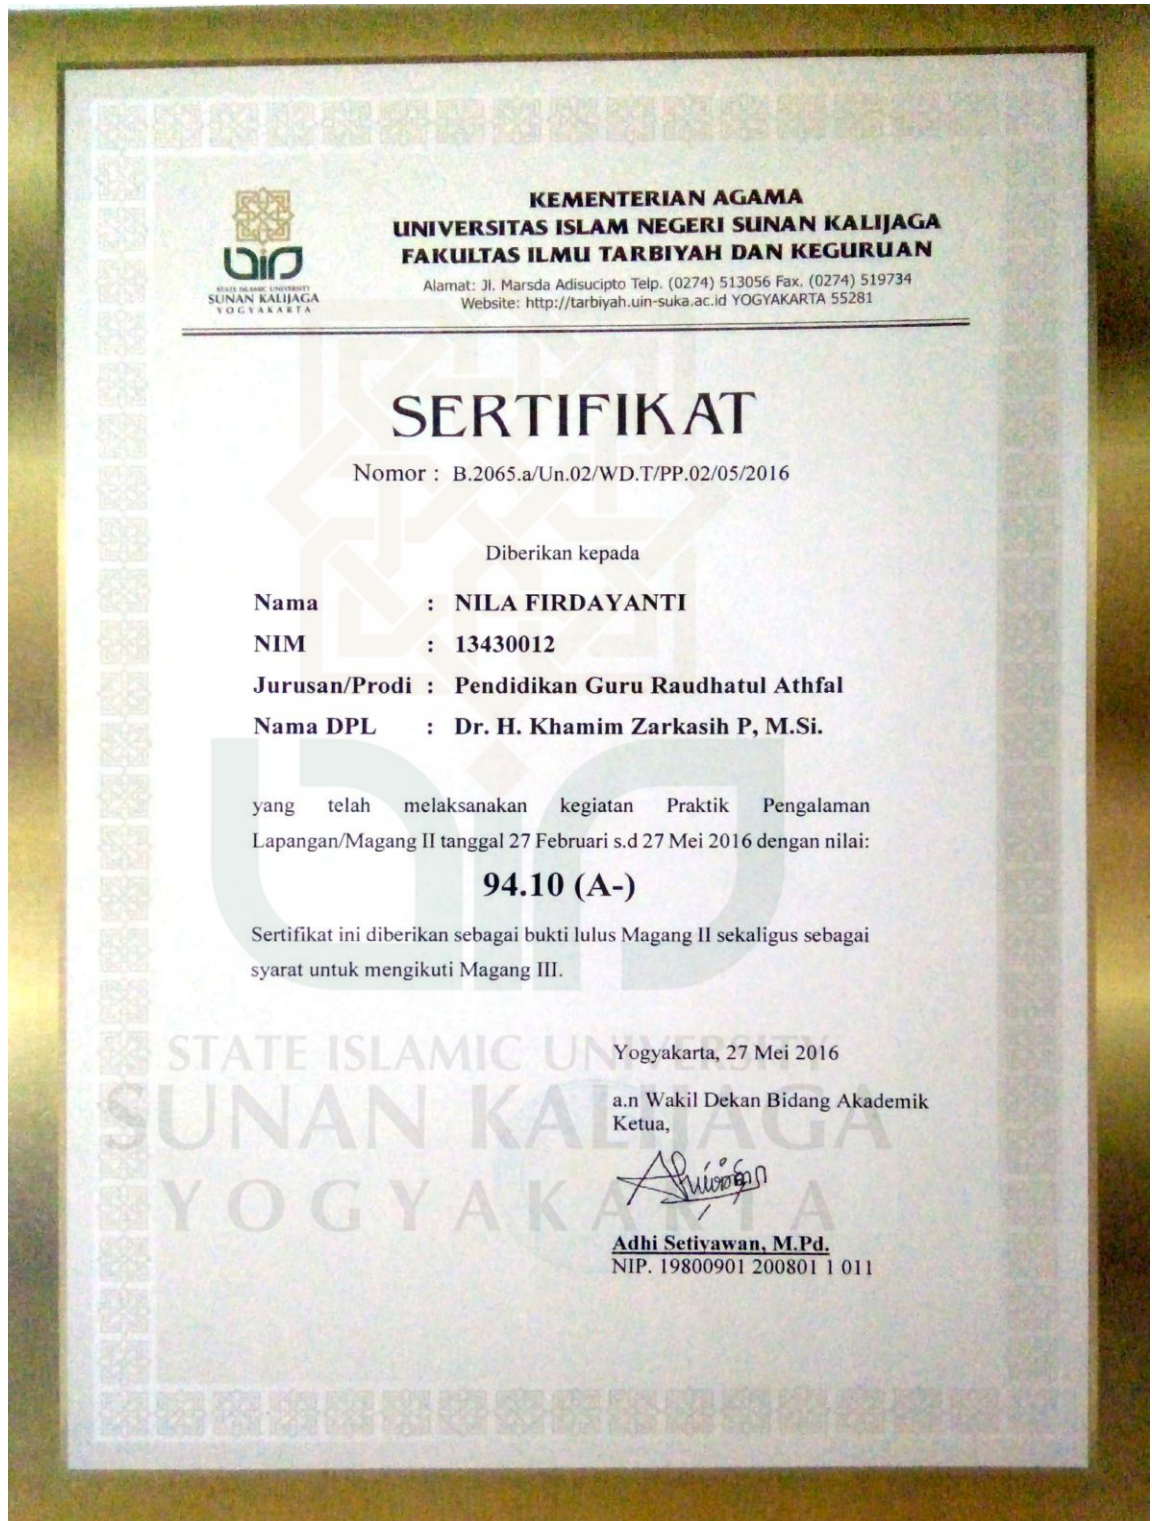 KEMENTERIAN AGAMA
UNIVERSITAS ISLAM NEGERI SUNAN KALIJAGA
FAKULTAS ILMU TARBIYAH DAN KEGURUAN
Alamat: Jl. Marsda Adisucipto Telp. (0274) 513056 Fax. (0274) 519734
Website: http://tarbiyah.uin-suka.ac.id YOGYAKARTA 55281
STATE ISLAMIC UNIVERSITY
SUNAN KALIJAGA
YOGYAKARTA
SERTIFIKAT
Nomor : B.2065.a/Un.02/WD.T/PP.02/05/2016
Diberikan kepada
Nama : NILA FIRDAYANTI
NIM : 13430012
Jurusan/Prodi : Pendidikan Guru Raudhatul Athfal
Nama DPL : Dr. H. Khamim Zarkasih P, M.Si.
yang telah melaksanakan kegiatan Praktik Pengalaman
Lapangan/Magang II tanggal 27 Februari s.d 27 Mei 2016 dengan nilai:
94.10 (A-)
Sertifikat ini diberikan sebagai bukti lulus Magang II sekaligus sebagai
syarat untuk mengikuti Magang III.
Yogyakarta, 27 Mei 2016
a.n Wakil Dekan Bidang Akademik
Ketua,
Adhi Setiyawan, M.Pd.
NIP. 19800901 200801 1 011
STATE ISLAMIC UNIVERSITY
SUNAN KALIJAGA
YOGYAKARTA